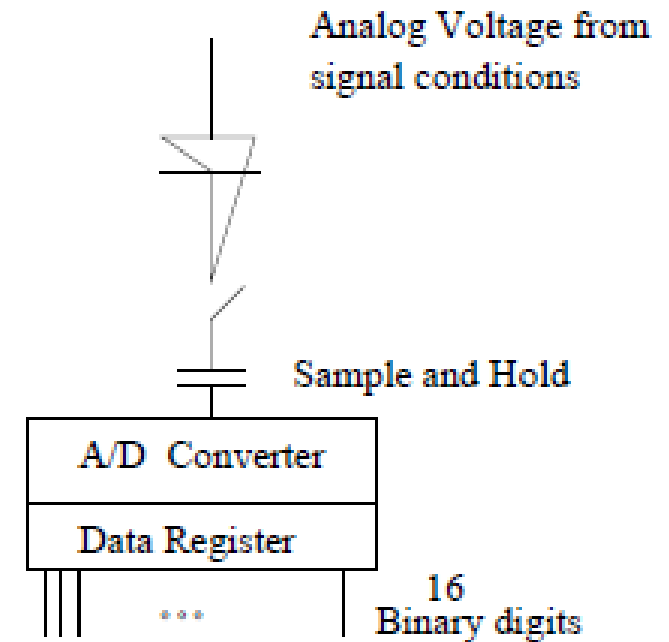 Analog Voltage from
signal conditions
Sample and Hold
A/D Converter
Data Register
16
Binary digits